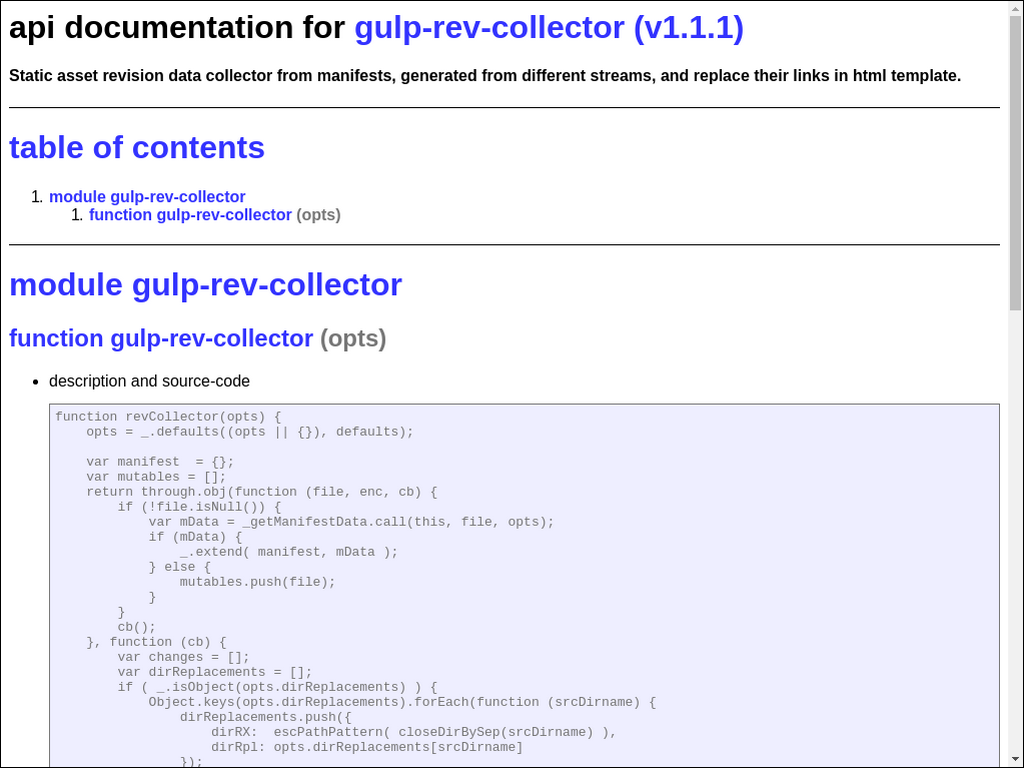 api documentation for gulp-rev-collector (v1.1.1)
Static asset revision data collector from manifests, generated from different streams, and replace their links in html template.
table of contents
1. module gulp-rev-collector
1. function gulp-rev-collector (opts)
module gulp-rev-collector
function gulp-rev-collector (opts)
• description and source-code
function revCollector(opts) {
    opts = _.defaults((opts || {}), defaults);

    var manifest  = {};
    var mutables = [];
    return through.obj(function (file, enc, cb) {
        if (!file.isNull()) {
            var mData = _getManifestData.call(this, file, opts);
            if (mData) {
                _.extend( manifest, mData );
            } else {
                mutables.push(file);
            }
        }
        cb();
    }, function (cb) {
        var changes = [];
        var dirReplacements = [];
        if ( _.isObject(opts.dirReplacements) ) {
            Object.keys(opts.dirReplacements).forEach(function (srcDirname) {
                dirReplacements.push({
                    dirRX:  escPathPattern( closeDirBySep(srcDirname) ),
                    dirRpl: opts.dirReplacements[srcDirname]
                });